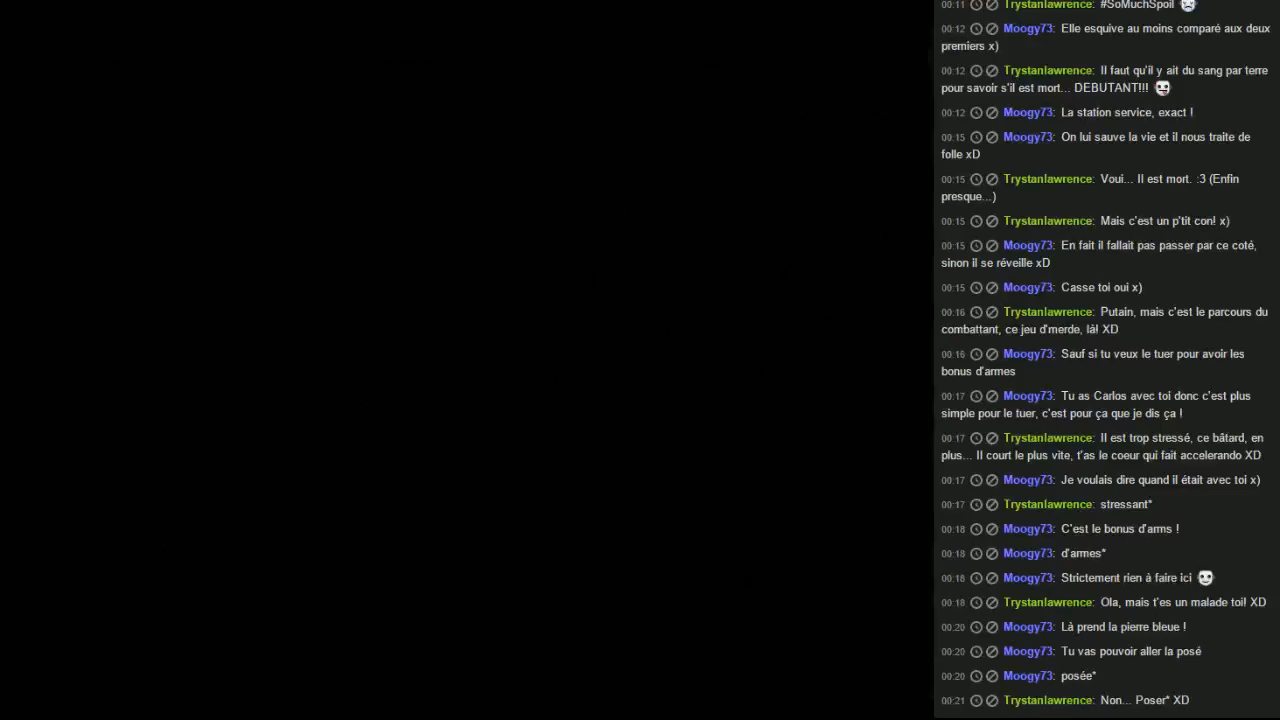 00:11 Trystanlawrence: #SoMuchSpoil
00:12 Moogy73: Elle esquive au moins comparé aux deux
premiers x)
00:12 Trystanlawrence: Il faut qu'il y ait du sang par terre
pour savoir s'il est mort... DEBUTANT!!!
00:12 Moogy73: La station service, exact !
00:15 Moogy73: On lui sauve la vie et il nous traite de
folle xD
00:15 Trystanlawrence: Voui... Il est mort. :3 (Enfin
presque...)
00:15 Trystanlawrence: Mais c'est un p'tit con! x)
00:15 Moogy73: En fait il fallait pas passer par ce coté,
sinon il se réveille xD
00:15 Moogy73: Casse toi oui x)
00:16 Trystanlawrence: Putain, mais c'est le parcours du
combattant, ce jeu d'merde, là! XD
00:16 Moogy73: Sauf si tu veux le tuer pour avoir les
bonus d'armes
00:17 Moogy73: Tu as Carlos avec toi donc c'est plus
simple pour le tuer, c'est pour ça que je dis ça !
00:17 Trystanlawrence: Il est trop stressé, ce bâtard, en
plus... Il court le plus vite, t'as le coeur qui fait accelerando XD
00:17 Moogy73: Je voulais dire quand il était avec toi x)
00:17 Trystanlawrence: stressant*
00:18 Moogy73: C'est le bonus d'arms !
00:18 Moogy73: d'armes*
00:18 Moogy73: Strictement rien à faire ici
00:18 Trystanlawrence: Ola, mais t'es un malade toi! XD
00:20 Moogy73: Là prend la pierre bleue !
00:20 Moogy73: Tu vas pouvoir aller la posé
00:20 Moogy73: posée*
00:21 Trystanlawrence: Non... Poser* XD